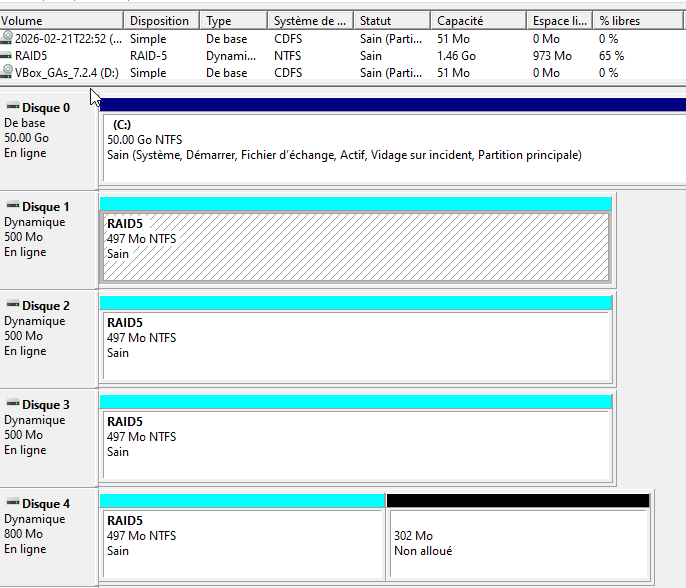 Volume Disposition Type Système de ... Statut Capacité Espace li... % libres
2026-02-21T22:52 (... Simple De base CDFS Sain (Parti... 51 Mo 0 Mo 0 %
RAID5 RAID-5 Dynami... NTFS Sain 1.46 Go 973 Mo 65 %
VBox_GAs_7.2.4 (D:) Simple De base CDFS Sain (Parti... 51 Mo 0 Mo 0 %
Disque 0
De base
50.00 Go
En ligne
(C:)
50.00 Go NTFS
Sain (Système, Démarrer, Fichier d'échange, Actif, Vidage sur incident, Partition principale)
Disque 1
Dynamique
500 Mo
En ligne
RAID5
497 Mo NTFS
Sain
Disque 2
Dynamique
500 Mo
En ligne
RAID5
497 Mo NTFS
Sain
Disque 3
Dynamique
500 Mo
En ligne
RAID5
497 Mo NTFS
Sain
Disque 4
Dynamique
800 Mo
En ligne
RAID5
497 Mo NTFS
Sain
302 Mo
Non alloué